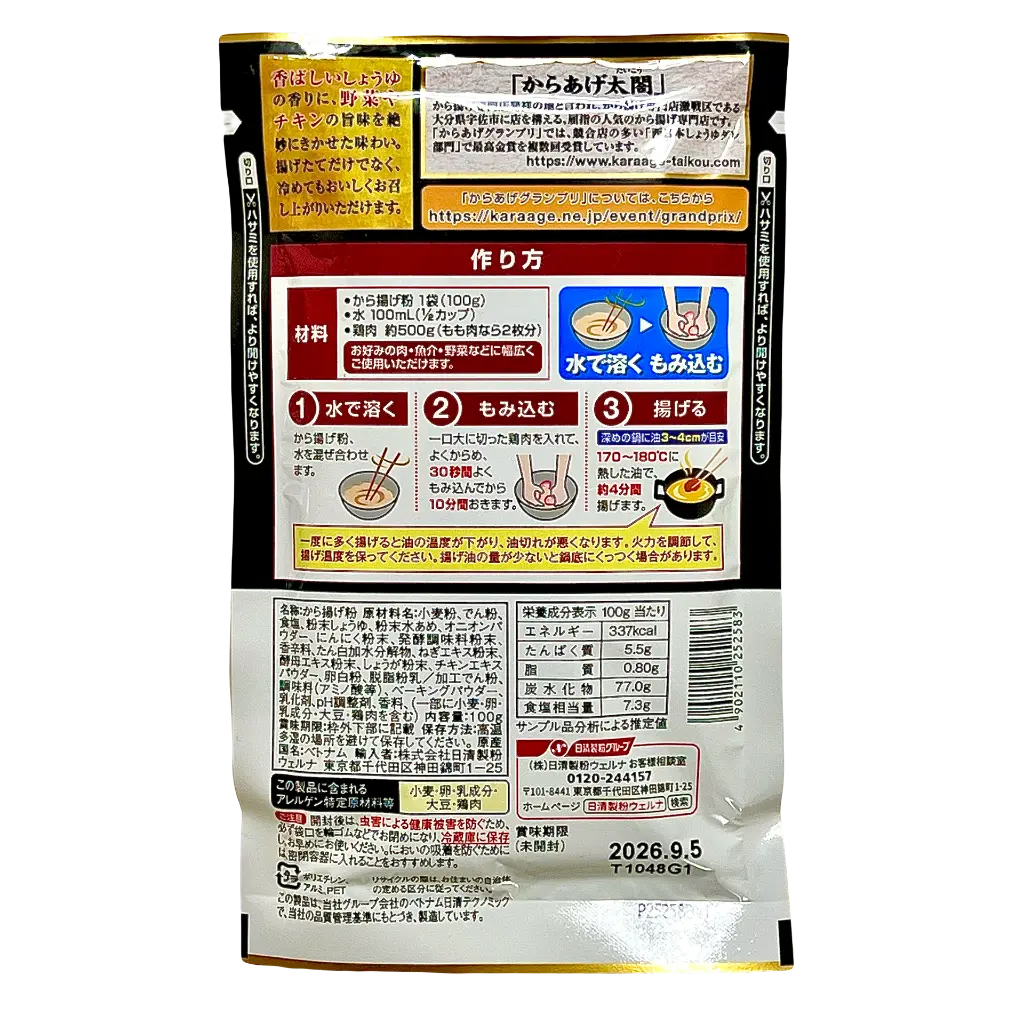 香ばしいしょうゆ
の香りに、野菜や
チキンの旨味を絶
妙にきかせた味わい。
揚げたてだけでなく、
冷めてもおいしくお召
し上がりいただけます。
「からあげ太閤」
たいこう
大分県宇佐市に店を構える、屈指の人気のから揚げ専門店です。
「からあげグランプリ」では、競合店の多い「西日本しょうゆダレ
部門」で最高金賞を複数回受賞しています。
https://www.karaage-taikou.com
「からあげグランプリ」については、こちらから
https://karaage.ne.jp/event/grandprix/
切り口
ハサミを使用すれば、より開けやすくなります。
切り口
ハサミを使用すれば、より開けやすくなります。
作り方
材料
•から揚げ粉 1袋(100g)
•水 100mL(½カップ)
•鶏肉 約500g(もも肉なら2枚分)
お好みの肉・魚介・野菜などに幅広く
ご使用いただけます。
水で溶く もみ込む
1 水で溶く
から揚げ粉、
水を混ぜ合わせ
ます。
2 もみ込む
一口大に切った鶏肉を入れて、
よくからめ、
30秒間よく
もみ込んでから
10分間おきます。
3 揚げる
深めの鍋に油3~4cmが目安
170~180℃に
熱した油で、
約4分間
揚げます。
一度に多く揚げると油の温度が下がり、油切れが悪くなります。火力を調節して、
揚げ温度を保ってください。揚げ油の量が少ないと鍋底にくっつく場合があります。
名称:から揚げ粉 原材料名:小麦粉、でん粉、
食塩、粉末しょうゆ、粉末水あめ、オニオンパ
ウダー、にんにく粉末、発酵調味料粉末、
香辛料、たん白加水分解物、ねぎエキス粉末、
酵母エキス粉末、しょうが粉末、チキンエキス
パウダー、卵白粉、脱脂粉乳/加工でん粉、
調味料(アミノ酸等)、ベーキングパウダー、
乳化剤、pH調整剤、香料、(一部に小麦・卵・
乳成分・大豆・鶏肉を含む) 内容量:100g
賞味期限:枠外下部に記載 保存方法:高温
多湿の場所を避けて保存してください。 原産
国名:ベトナム 輸入者:株式会社日清製粉
ウェルナ 東京都千代田区神田錦町1-25
この製品に含まれる
アレルゲン特定原材料等
小麦・卵・乳成分・
大豆・鶏肉
ご注意 開封後は、虫害による健康被害を防ぐため、
必ず袋口を輪ゴムなどでお閉めになり、冷蔵庫に保存
し、お早めにお使いください。においの吸着を防ぐためには
密閉容器に入れることをおすすめします。
ポリエチレン、
アルミ、PET
リサイクルの際は、お住まいの自治体
の定める区分に従ってください。
この製品は、当社グループ会社のベトナム日清テクノミック
で、当社の品質管理基準にもとづき、製造しています。
栄養成分表示 100g当たり
エネルギー 337kcal
たんぱく質 5.5g
脂質 0.80g
炭水化物 77.0g
食塩相当量 7.3g
サンプル品分析による推定値
4 902110 252583
日清製粉グループ
(株)日清製粉ウェルナ お客様相談室
0120-244157
〒101-8441 東京都千代田区神田錦町1-25
ホームページ 日清製粉ウェルナ 検索
賞味期限
(未開封)
2026.9.5
T1048G1